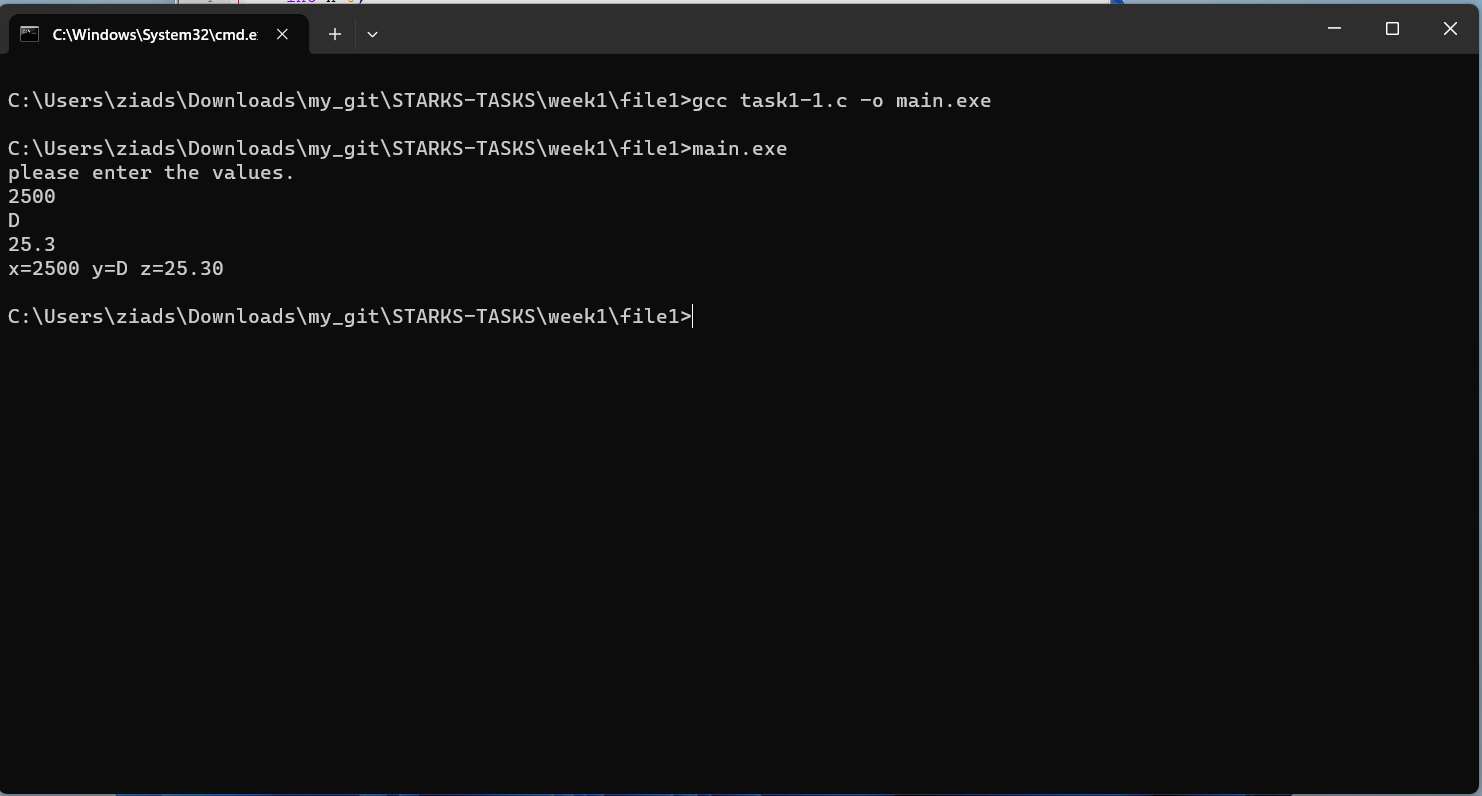 C:\Windows\System32\cmd.e
C:\Users\ziads\Downloads\my_git\STARKS-TASKS\week1\file1>gcc task1-1.c -o main.exe
C:\Users\ziads\Downloads\my_git\STARKS-TASKS\week1\file1>main.exe
please enter the values.
2500
D
25.3
x=2500 y=D z=25.30
C:\Users\ziads\Downloads\my_git\STARKS-TASKS\week1\file1>